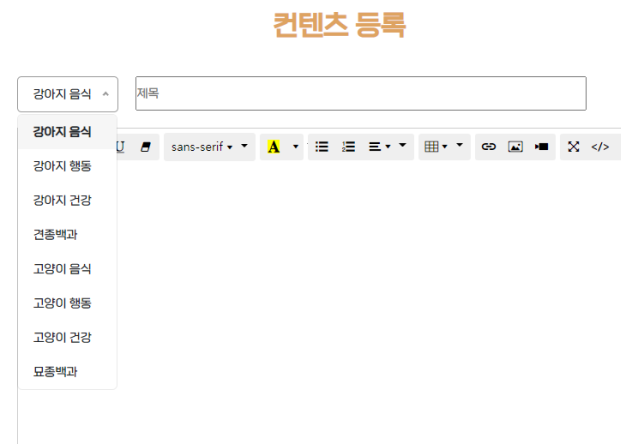 컨텐츠 등록
강아지 음식
제목
강아지 음식
U sans-serif A </>
강아지 행동
강아지 건강
견종백과
고양이 음식
고양이 행동
고양이 건강
묘종백과